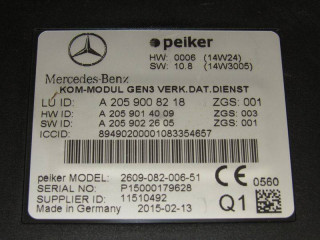 peiker
HW: 0006 (14W24)
SW: 10.8 (14W3005)
Mercedes-Benz
KOM-MODUL GEN3 VERK.DAT.DIENST
LU ID: A 205 900 82 18 ZGS: 001
HW ID: A 205 901 40 09 ZGS: 003
SW ID: A 205 902 26 05 ZGS: 001
ICCID: 89490200001083354657
peiker MODEL: 2609-082-006-51
SERIAL NO: P15000179628 0560
SUPPLIER ID: 11510492
Made in Germany 2015-02-13 Q1